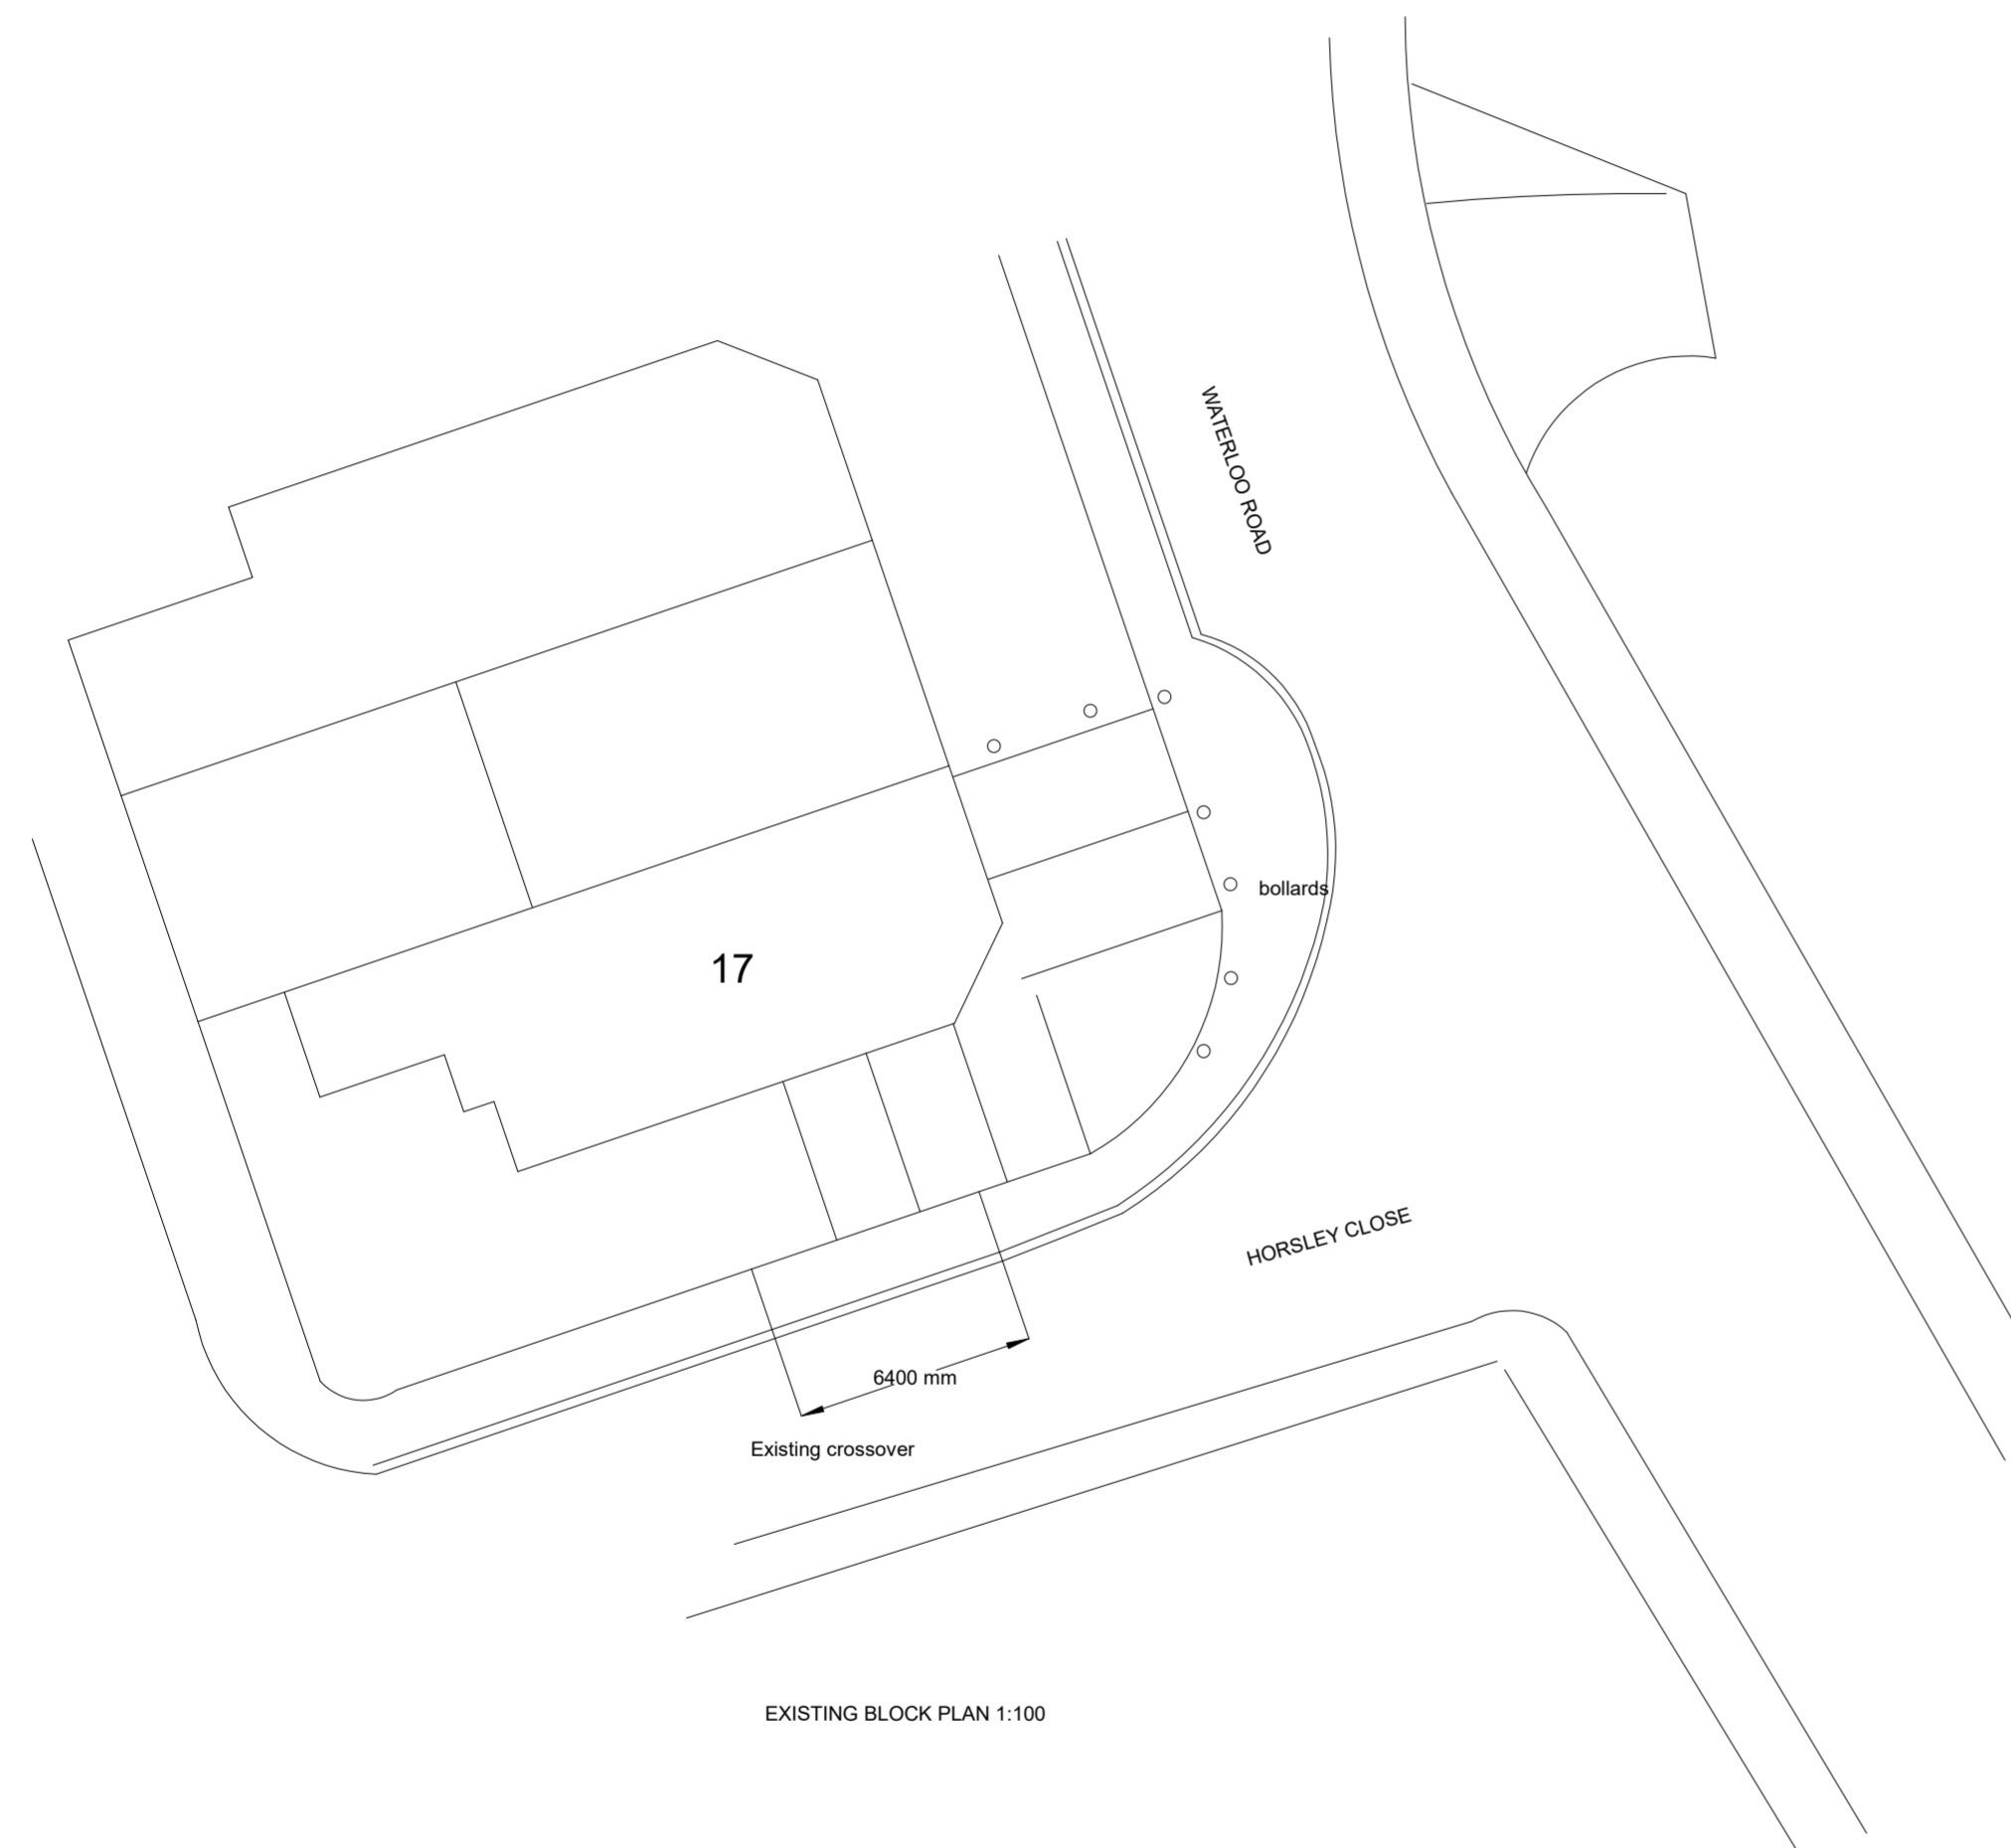 WATERLOO ROAD
bollards
17
HORSLEY CLOSE
6400 mm
Existing crossover
EXISTING BLOCK PLAN 1:100